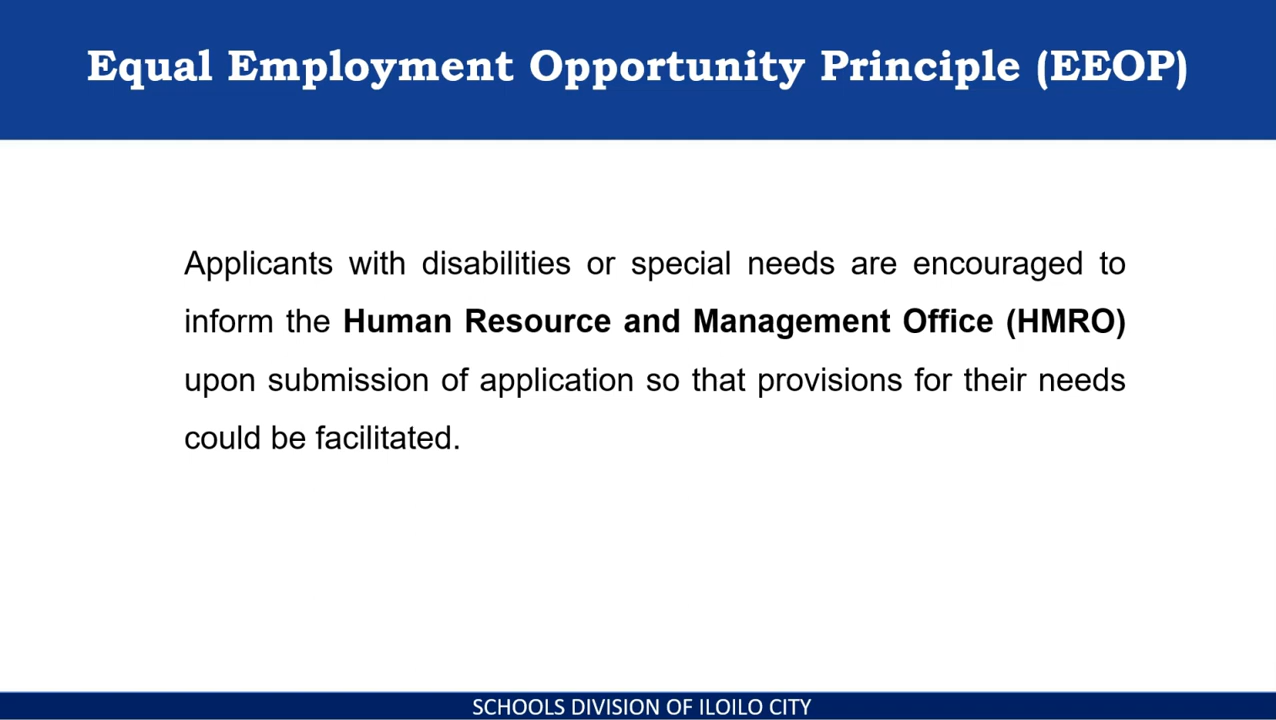 Equal Employment Opportunity Principle (EEOP)
Applicants with disabilities or special needs are encouraged to
inform the Human Resource and Management Office (HMRO)
upon submission of application so that provisions for their needs
could be facilitated.
SCHOOLS DIVISION OF ILOILO CITY